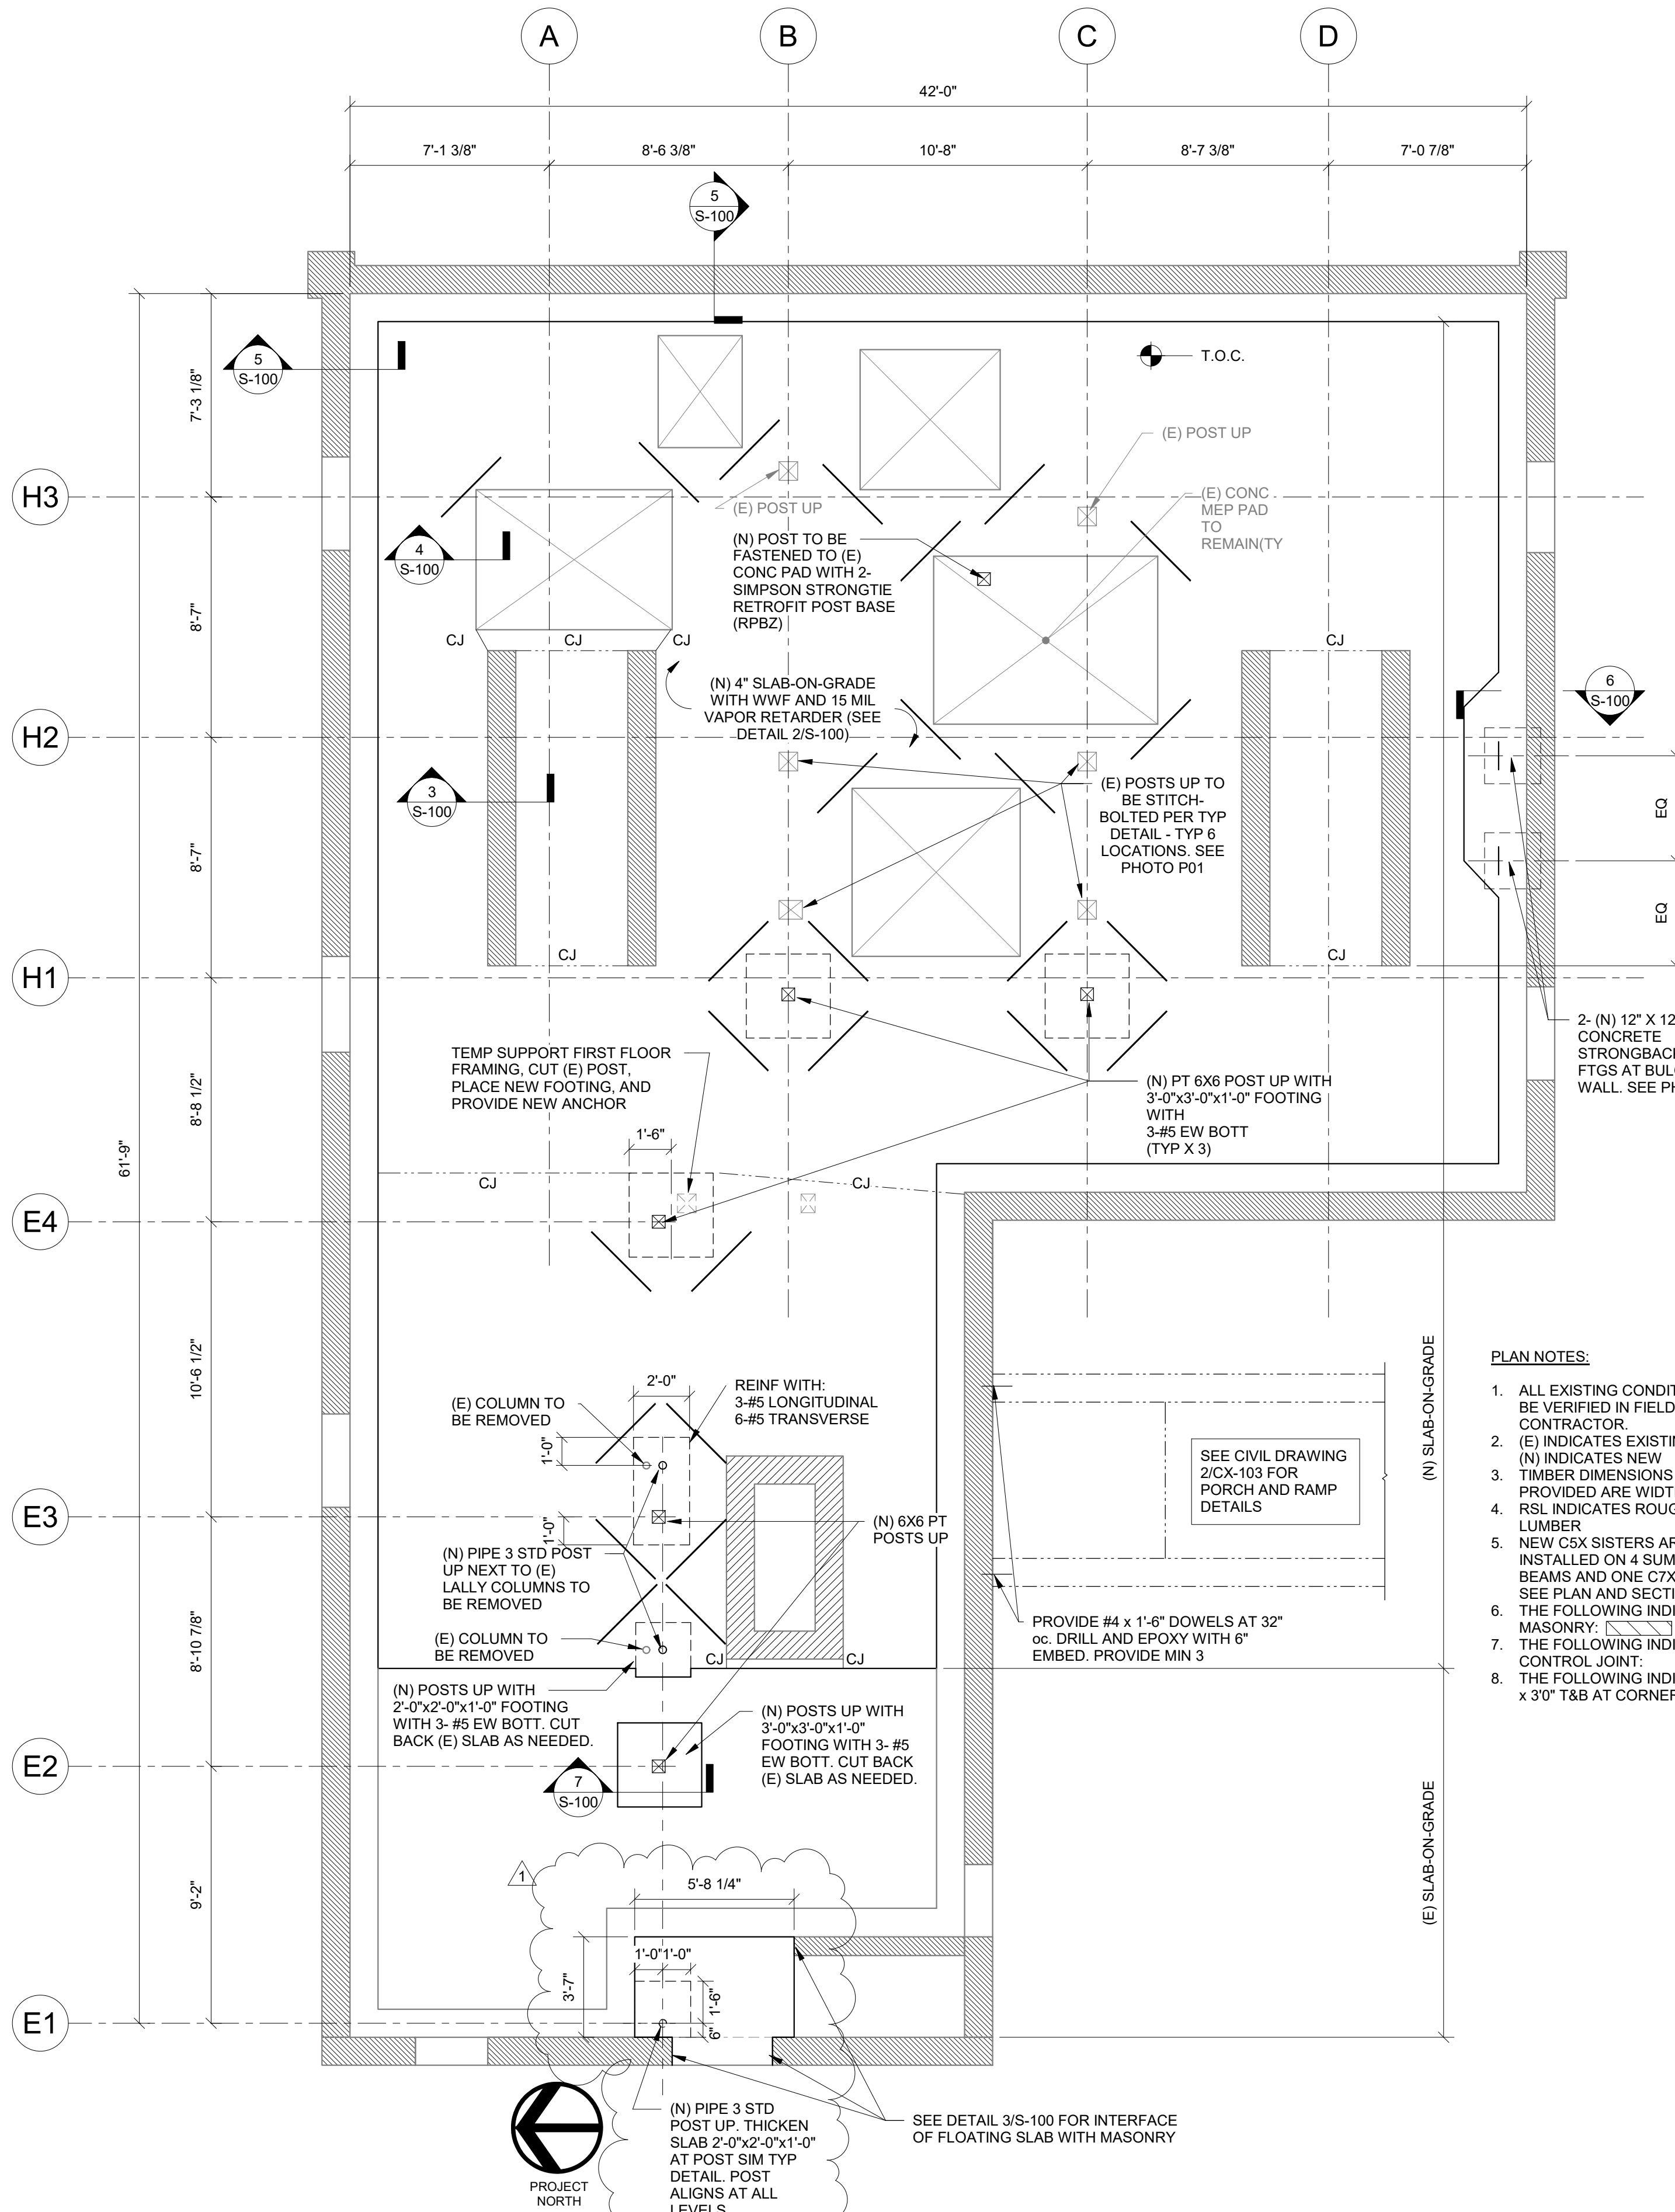 A
B
C
D
42'-0"
7'-1 3/8"
8'-6 3/8"
10'-8"
8'-7 3/8"
7'-0 7/8"
5
S-100
5
S-100
T.O.C.
7'-3 1/8"
(E) POST UP
H3
(E) POST UP
(E) CONC
MEP PAD
TO
REMAIN(TY
4
S-100
(N) POST TO BE
FASTENED TO (E)
CONC PAD WITH 2-
SIMPSON STRONGTIE
RETROFIT POST BASE
(RPBZ)
8'-7"
CJ
CJ
CJ
CJ
(N) 4" SLAB-ON-GRADE
WITH WWF AND 15 MIL
VAPOR RETARDER (SEE
DETAIL 2/S-100)
6
S-100
H2
3
S-100
(E) POSTS UP TO
BE STITCH-
BOLTED PER TYP
DETAIL - TYP 6
LOCATIONS. SEE
PHOTO P01
EQ
8'-7"
EQ
CJ
CJ
H1
2- (N) 12" X 12
CONCRETE
STRONGBAC
FTGS AT BUL
WALL. SEE PH
TEMP SUPPORT FIRST FLOOR
FRAMING, CUT (E) POST,
PLACE NEW FOOTING, AND
PROVIDE NEW ANCHOR
(N) PT 6X6 POST UP WITH
3'-0"x3'-0"x1'-0" FOOTING
WITH
3-#5 EW BOTT
(TYP X 3)
8'-8 1/2"
1'-6"
61'-9"
CJ
CJ
E4
10'-6 1/2"
(N) SLAB-ON-GRADE
2'-0"
REINF WITH:
3-#5 LONGITUDINAL
6-#5 TRANSVERSE
(E) COLUMN TO
BE REMOVED
1'-0"
SEE CIVIL DRAWING
2/CX-103 FOR
PORCH AND RAMP
DETAILS
PLAN NOTES:
1. ALL EXISTING CONDIT
BE VERIFIED IN FIELD
CONTRACTOR.
2. (E) INDICATES EXISTIN
(N) INDICATES NEW
3. TIMBER DIMENSIONS
PROVIDED ARE WIDT
4. RSL INDICATES ROUG
LUMBER
5. NEW C5X SISTERS AR
INSTALLED ON 4 SUM
BEAMS AND ONE C7X
SEE PLAN AND SECTI
6. THE FOLLOWING INDI
MASONRY:
7. THE FOLLOWING INDI
CONTROL JOINT:
8. THE FOLLOWING INDI
x 3'0" T&B AT CORNER
E3
1'-0"
(N) 6X6 PT
POSTS UP
(N) PIPE 3 STD POST
UP NEXT TO (E)
LALLY COLUMNS TO
BE REMOVED
8'-10 7/8"
(E) COLUMN TO
BE REMOVED
CJ
CJ
PROVIDE #4 x 1'-6" DOWELS AT 32"
oc. DRILL AND EPOXY WITH 6"
EMBED. PROVIDE MIN 3
(N) POSTS UP WITH
2'-0"x2'-0"x1'-0" FOOTING
WITH 3- #5 EW BOTT. CUT
BACK (E) SLAB AS NEEDED.
(N) POSTS UP WITH
3'-0"x3'-0"x1'-0"
FOOTING WITH 3- #5
EW BOTT. CUT BACK
(E) SLAB AS NEEDED.
E2
7
S-100
(E) SLAB-ON-GRADE
9'-2"
1
5'-8 1/4"
1'-0"
1'-0"
3'-7"
1'-6"
6"
E1
PROJECT
NORTH
(N) PIPE 3 STD
POST UP. THICKEN
SLAB 2'-0"x2'-0"x1'-0"
AT POST SIM TYP
DETAIL. POST
ALIGNS AT ALL
LEVELS
SEE DETAIL 3/S-100 FOR INTERFACE
OF FLOATING SLAB WITH MASONRY